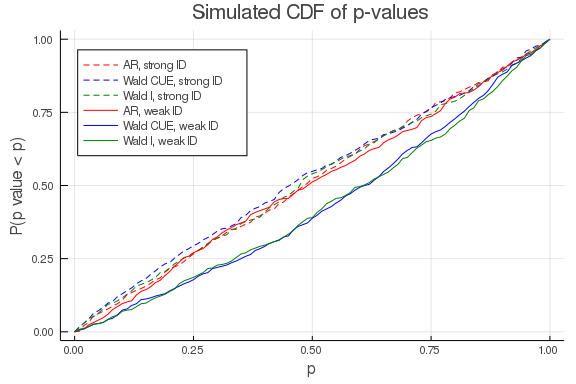 Simulated CDF of p-values
P(p value < p)
1.00
0.75
0.50
0.25
0.00
AR, strong ID
Wald CUE, strong ID
Wald I, strong ID
AR, weak ID
Wald CUE, weak ID
Wald I, weak ID
0.00 0.25 0.50 0.75 1.00
p